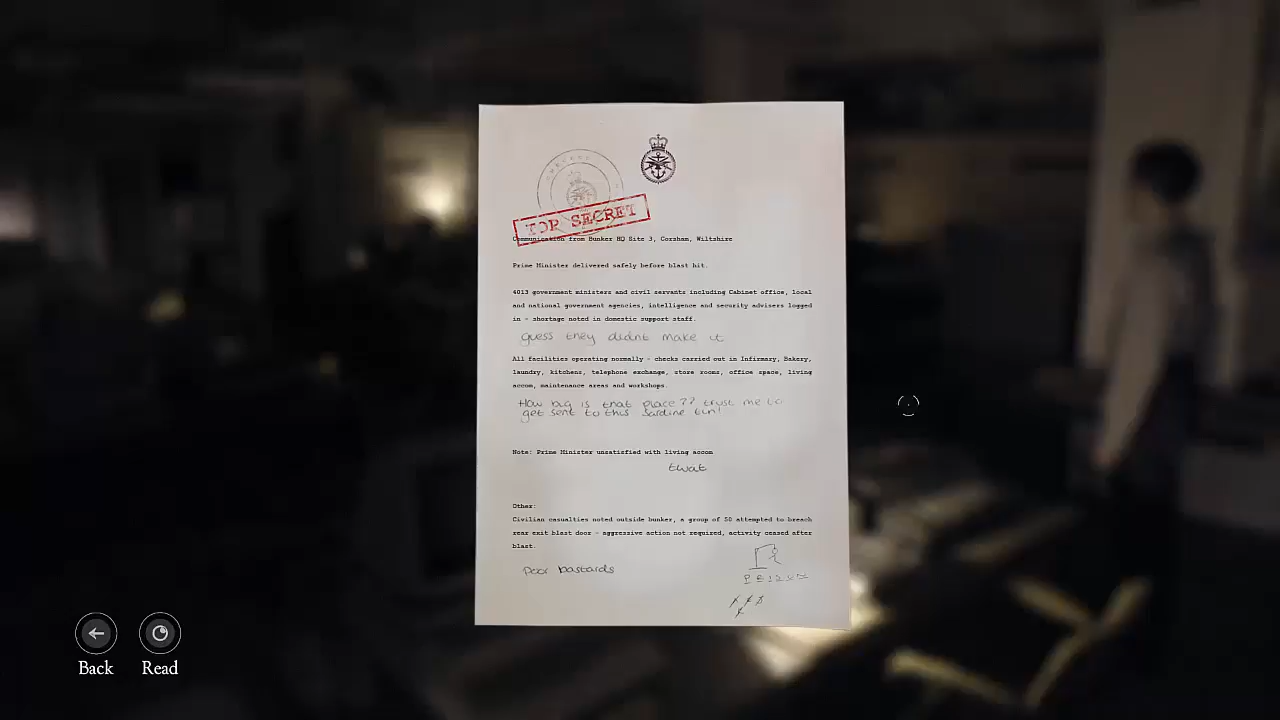 TOP SECRET
Communication from Bunker HQ Site 3, Corsham, Wiltshire
Prime Minister delivered safely before blast hit.
4013 government ministers and civil servants including Cabinet office, local
and national government agencies, intelligence and security advisers logged
in - shortage noted in domestic support staff.
guess they didnt make it
All facilities operating normally - checks carried out in Infirmary, Bakery,
laundry, kitchens, telephone exchange, store rooms, office space, living
accom, maintenance areas and workshops.
How big is that place?? trust me to
get sent to this sardine tin!
Note: Prime Minister unsatisfied with living accom
twat
Other:
Civilian casualties noted outside bunker, a group of 50 attempted to breach
rear exit blast door - aggressive action not required, activity ceased after
blast.
Poor bastards
Back
Read